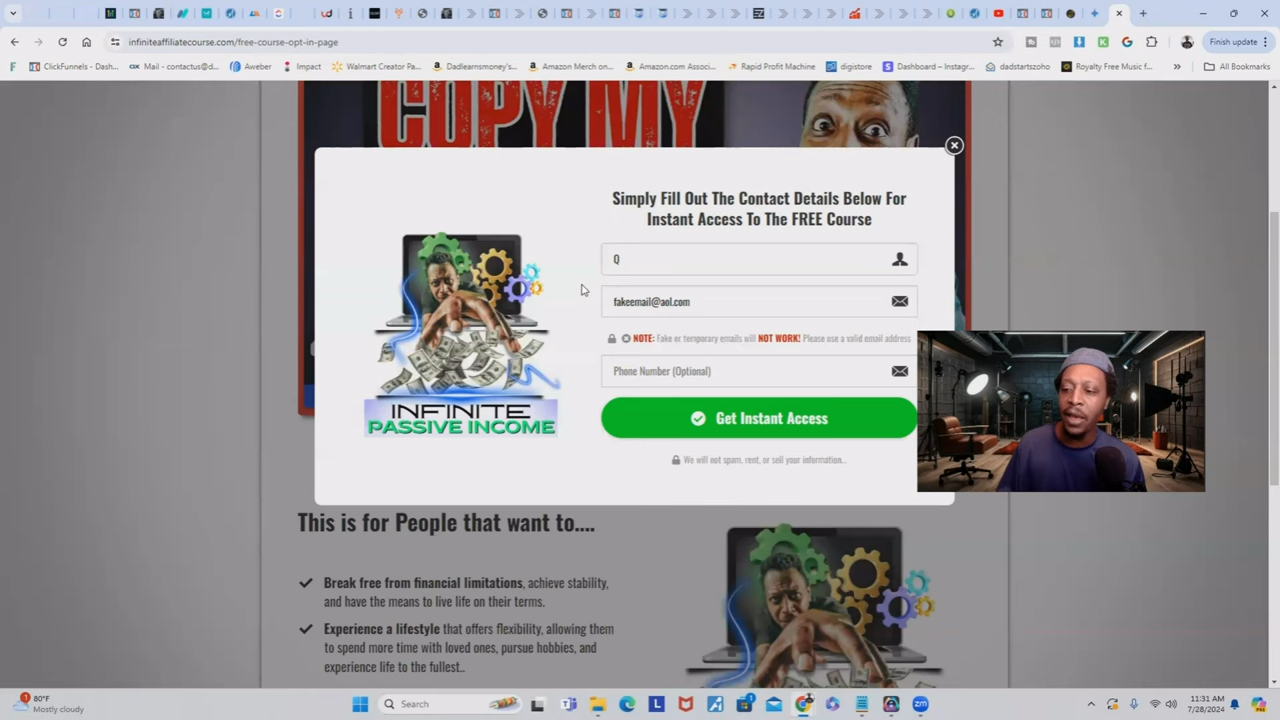 Finish update
infiniteaffiliatecourse.com/free-course-opt-in-page
ClickFunnels - Dash...
Mail - contactus@d...
Aweber
Impact
Walmart Creator Pa...
Dadlearnsmoney's...
Amazon Merch on...
Amazon.com Associ...
Rapid Profit Machine
digistore
Dashboard – Instagr...
dadstartszoho
Royalty Free Music f...
All Bookmarks
COPY MY
Simply Fill Out The Contact Details Below For
Instant Access To The FREE Course
Q
fakeemail@aol.com
NOTE: Fake or temporary emails will NOT WORK! Please use a valid email address
Phone Number (Optional)
Get Instant Access
We will not spam, rent, or sell your information...
INFINITE
PASSIVE INCOME
This is for People that want to....
Break free from financial limitations, achieve stability,
and have the means to live life on their terms.
Experience a lifestyle that offers flexibility, allowing them
to spend more time with loved ones, pursue hobbies, and
experience life to the fullest..
80°F
Mostly cloudy
Search
11:31 AM
7/28/2024